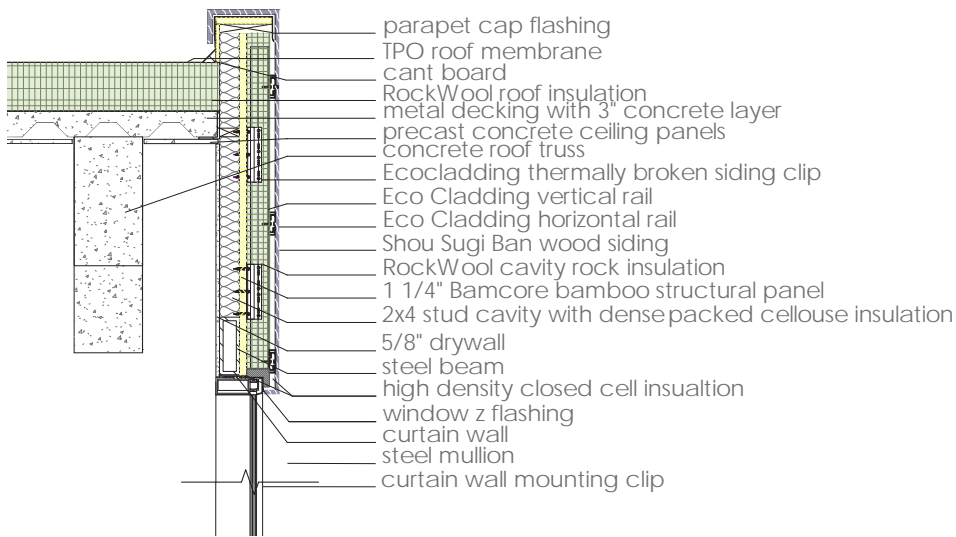 parapet cap flashing
TPO roof membrane
cant board
RockWool roof insulation
metal decking with 3" concrete layer
precast concrete ceiling panels
concrete roof truss
Ecocladding thermally broken siding clip
Eco Cladding vertical rail
Eco Cladding horizontal rail
Shou Sugi Ban wood siding
RockWool cavity rock insulation
1 1/4" Bamcore bamboo structural panel
2x4 stud cavity with dense packed cellouse insulation
5/8" drywall
steel beam
high density closed cell insualtion
window z flashing
curtain wall
steel mullion
curtain wall mounting clip